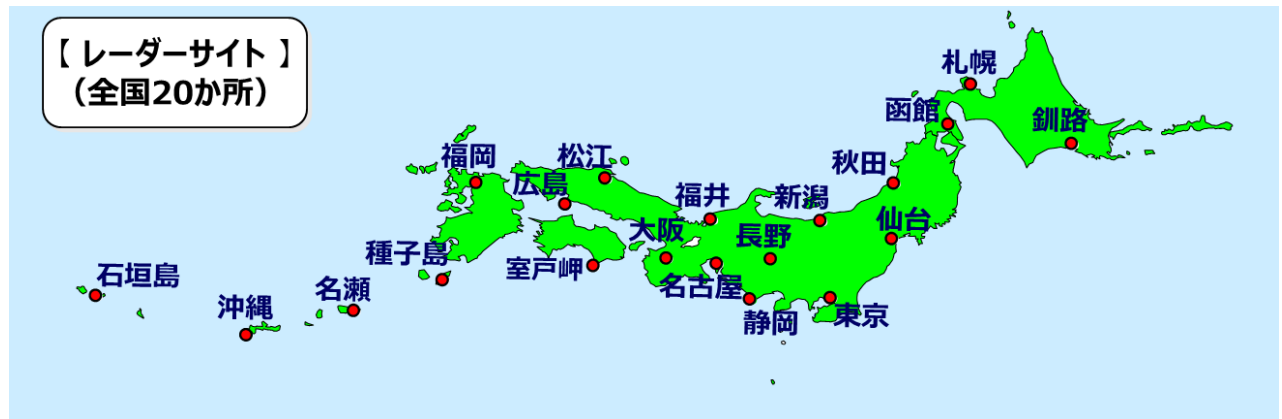 【 レーダーサイト 】
（全国20か所）
札幌
函館
釧路
秋田
仙台
新潟
福井
長野
東京
静岡
名古屋
大阪
松江
広島
室戸岬
福岡
種子島
名瀬
沖縄
石垣島